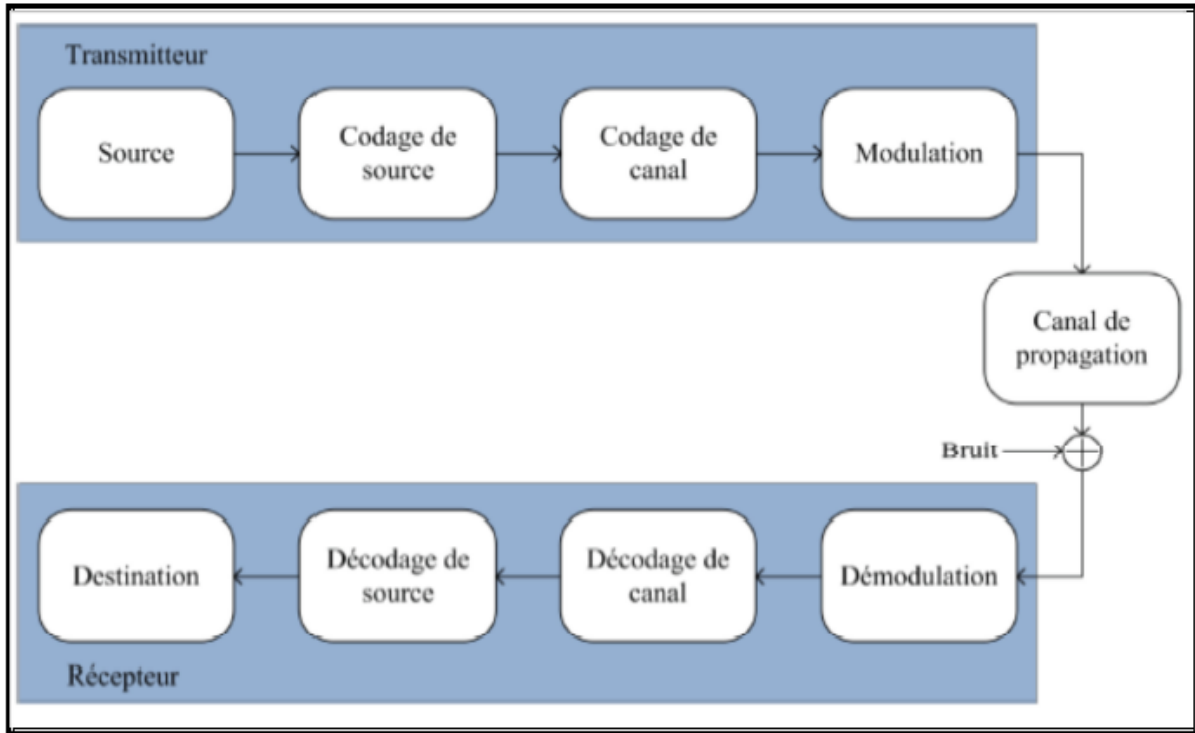 Transmitteur
Source
Codage de
source
Codage de
canal
Modulation
Canal de
propagation
Bruit
Démodulation
Décodage de
canal
Décodage de
source
Destination
Récepteur